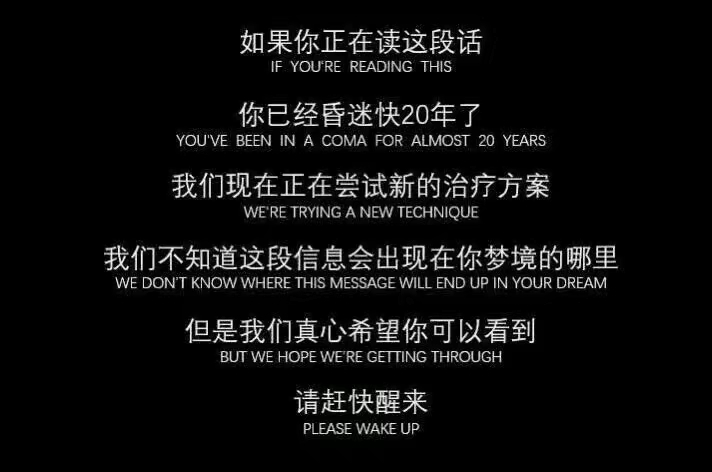 如果你正在读这段话
IF YOU'RE READING THIS
你已经昏迷快20年了
YOU'VE BEEN IN A COMA FOR ALMOST 20 YEARS
我们现在正在尝试新的治疗方案
WE'RE TRYING A NEW TECHNIQUE
我们不知道这段信息会出现在你梦境的哪里
WE DON'T KNOW WHERE THIS MESSAGE WILL END UP IN YOUR DREAM
但是我们真心希望你可以看到
BUT WE HOPE WE'RE GETTING THROUGH
请赶快醒来
PLEASE WAKE UP